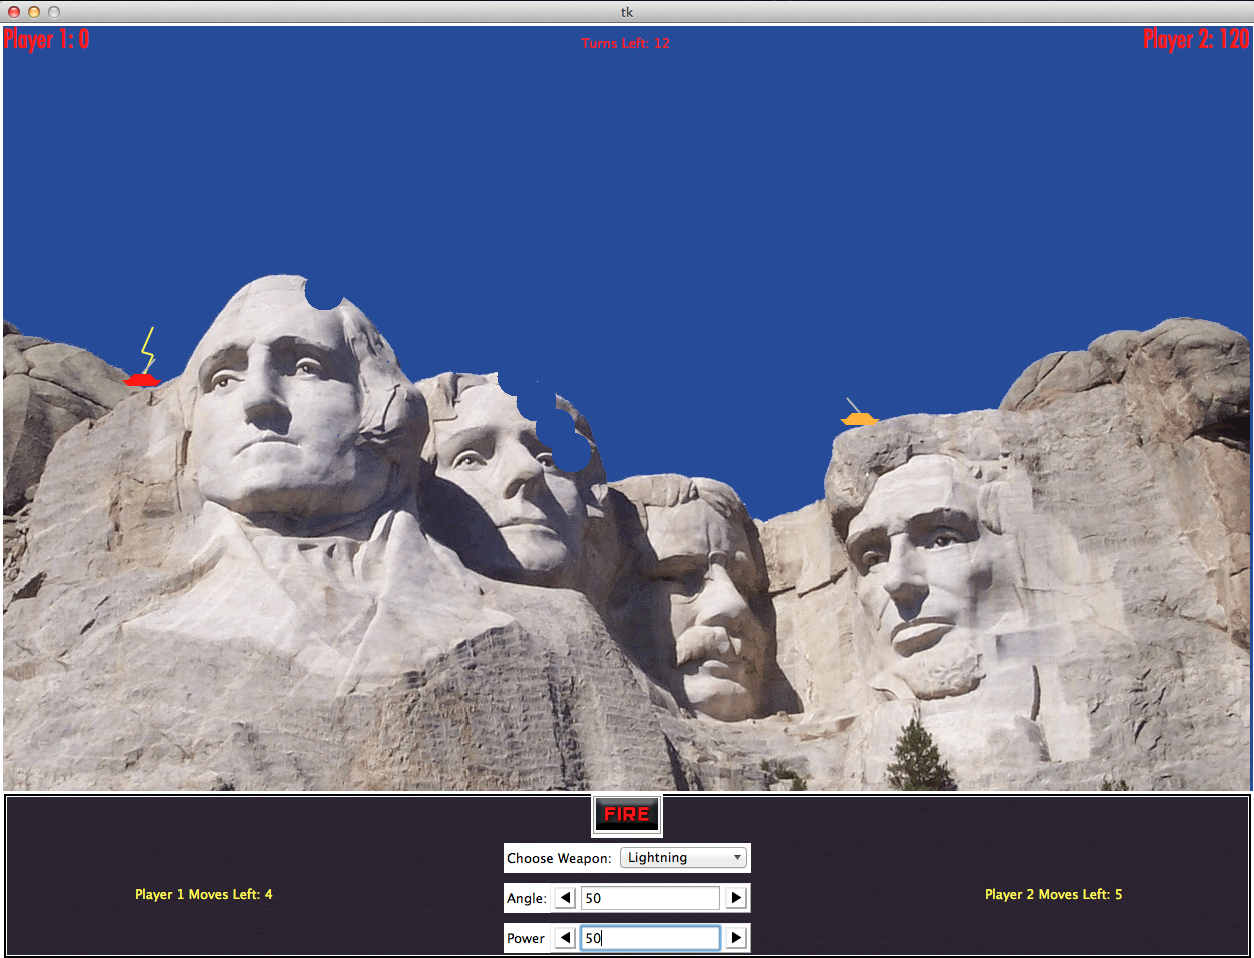 tk
Player 1: 0
Turns Left: 12
Player 2: 120
FIRE
Choose Weapon: Lightning
Player 1 Moves Left: 4
Angle: 50
Player 2 Moves Left: 5
Power 50